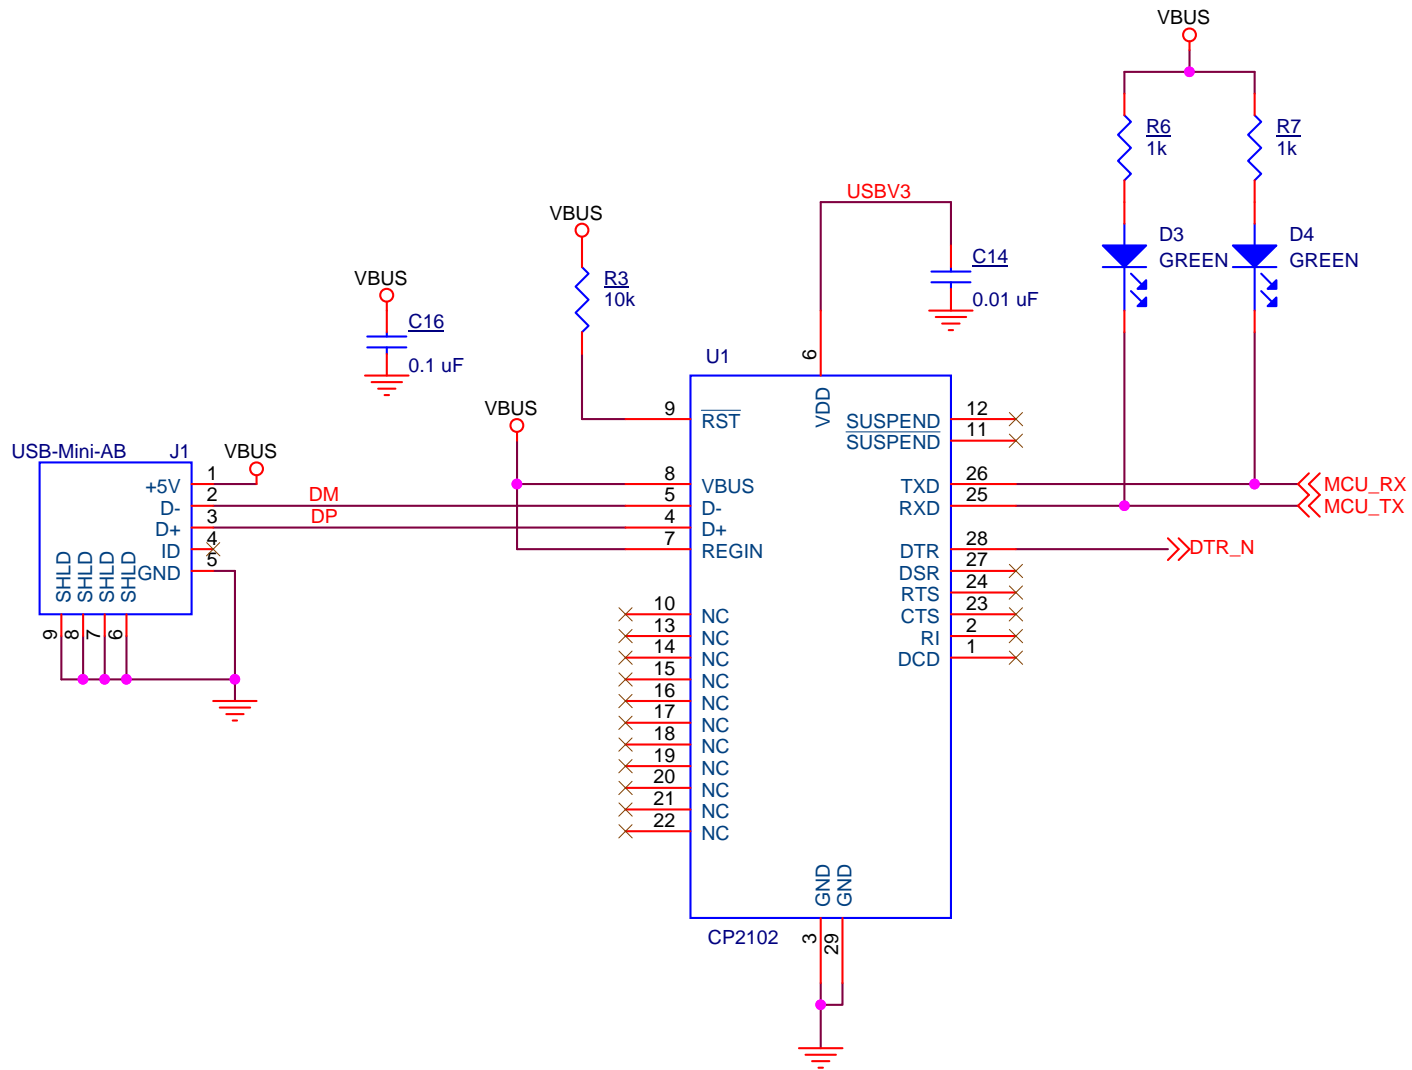 VBUS
R6
1k
R7
1k
USBV3
VBUS
D3
GREEN
D4
GREEN
C14
0.01 uF
R3
10k
VBUS
C16
0.1 uF
U1
6
VDD
VBUS
9
RST
12
SUSPEND
11
SUSPEND
USB-Mini-AB
J1
VBUS
1
+5V
2
D-
DM
3
D+
DP
4
ID
5
GND
SHLD
SHLD
SHLD
SHLD
9
8
7
6
8
VBUS
5
D-
4
D+
7
REGIN
26
TXD
MCU_RX
25
RXD
MCU_TX
28
DTR
DTR_N
27
DSR
24
RTS
23
CTS
2
RI
1
DCD
10
NC
13
NC
14
NC
15
NC
16
NC
17
NC
18
NC
19
NC
20
NC
21
NC
22
NC
GND
GND
CP2102
3
29